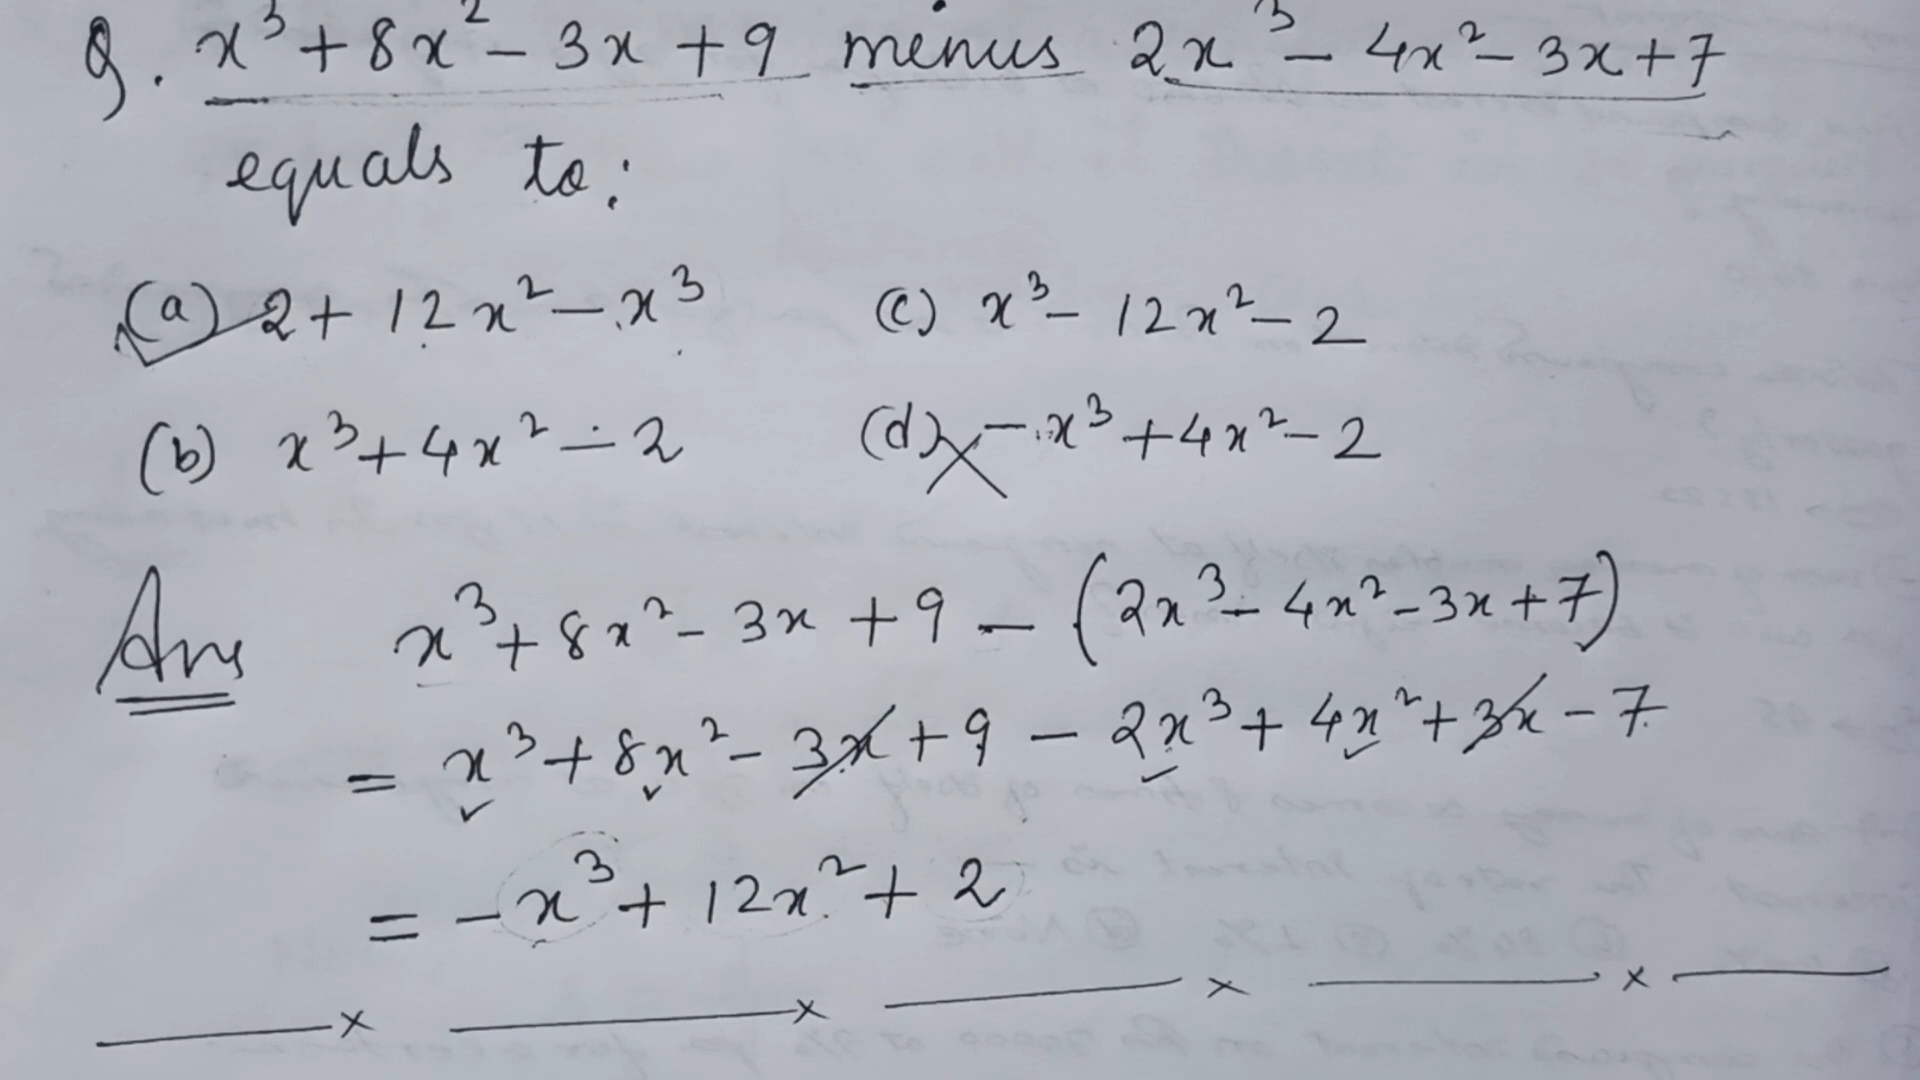 Q. x³ + 8x² - 3x + 9 minus 2x³ - 4x² - 3x + 7
equals to:
(a) 2 + 12x² - x³ (c) x³ - 12x² - 2
(b) x³ + 4x² - 2 (d) - x³ + 4x² - 2
Ans x³ + 8x² - 3x + 9 - (2x³ - 4x² - 3x + 7)
= x³ + 8x² - 3x + 9 - 2x³ + 4x² + 3x - 7
= -x³ + 12x² + 2